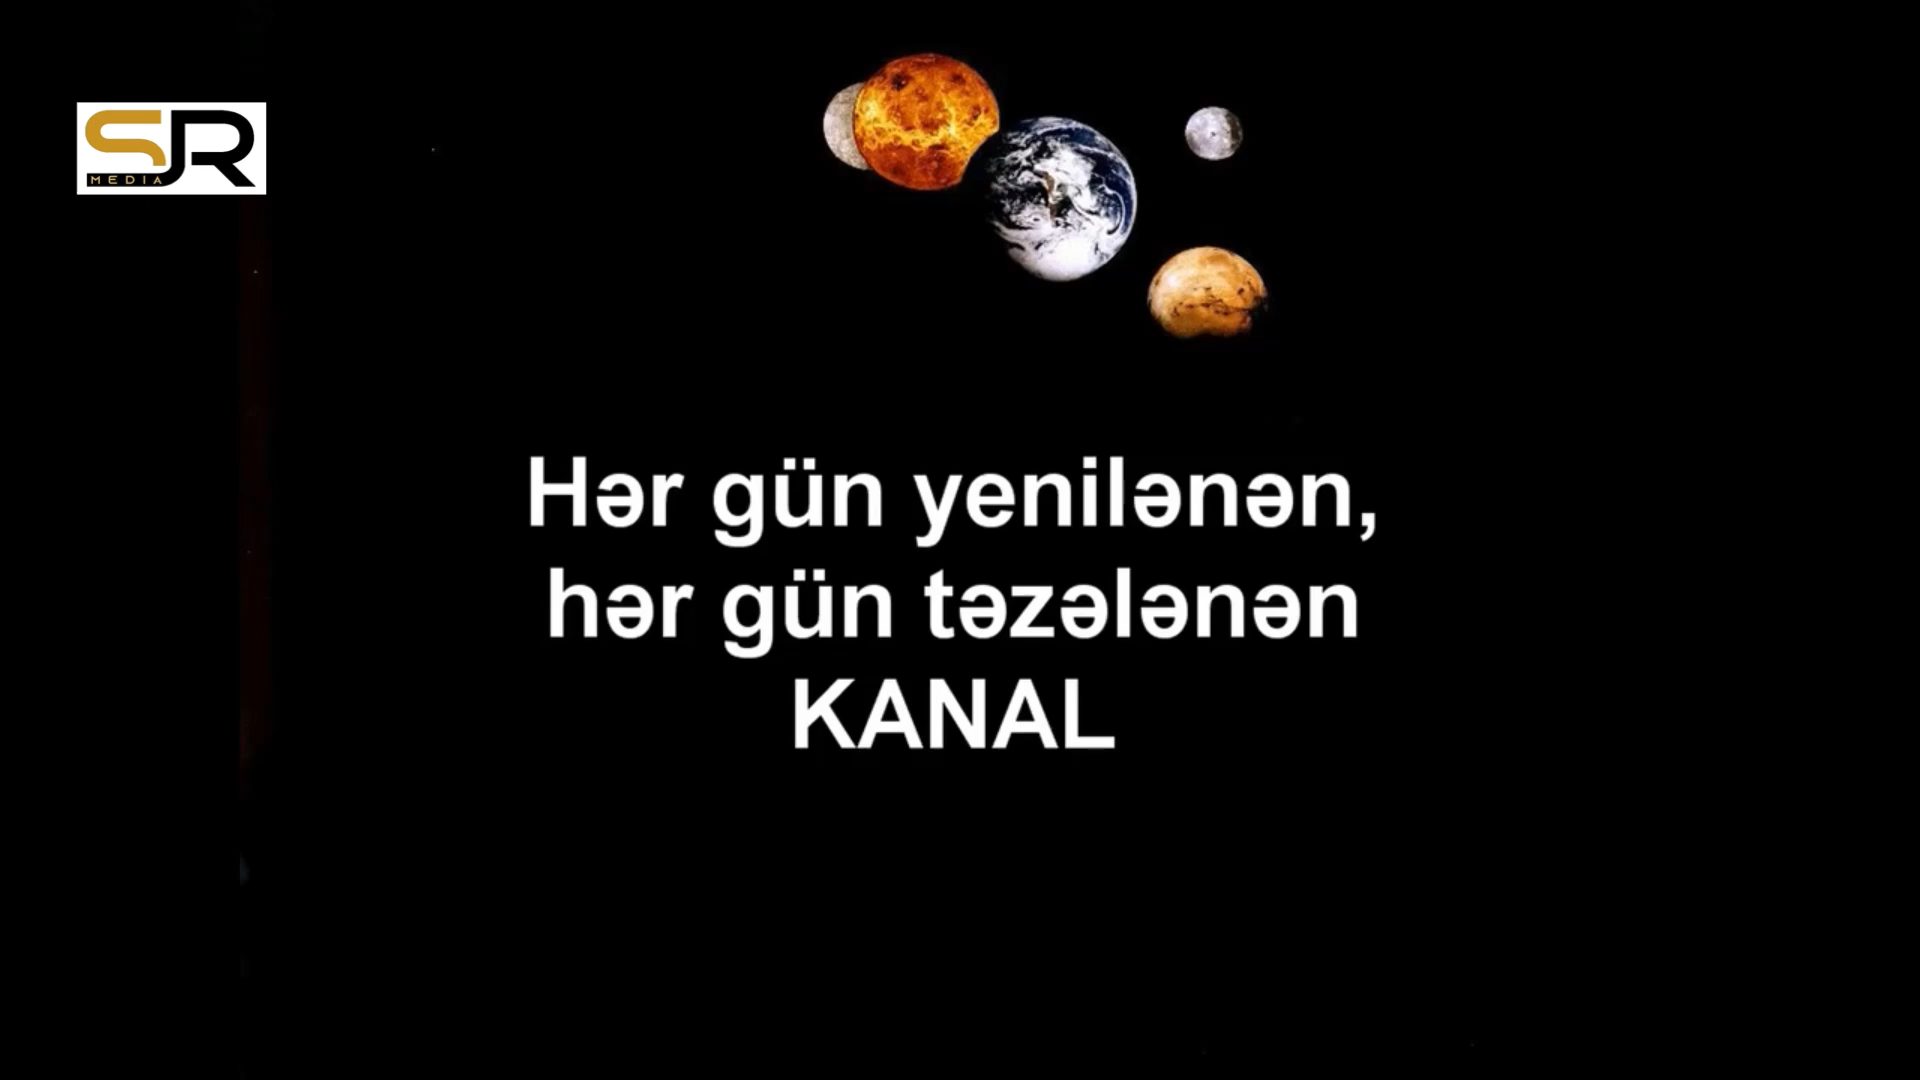 SJR
MEDIA
Hər gün yenilənən,
hər gün təzələnən
KANAL